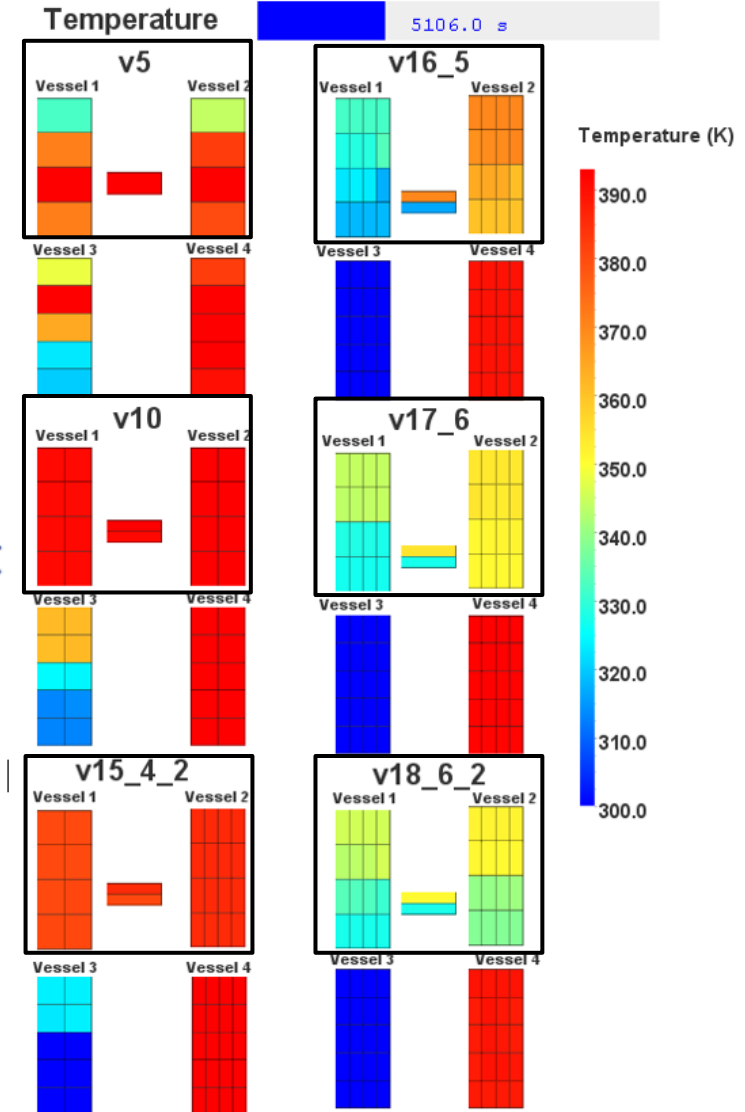 Temperature
5106.0 s
v5
Vessel 1
Vessel 2
Vessel 3
Vessel 4
v16_5
Vessel 1
Vessel 2
Vessel 3
Vessel 4
Temperature (K)
390.0
380.0
370.0
360.0
350.0
340.0
330.0
320.0
310.0
300.0
v10
Vessel 1
Vessel 2
Vessel 3
Vessel 4
v17_6
Vessel 1
Vessel 2
Vessel 3
Vessel 4
v15_4_2
Vessel 1
Vessel 2
Vessel 3
Vessel 4
v18_6_2
Vessel 1
Vessel 2
Vessel 3
Vessel 4